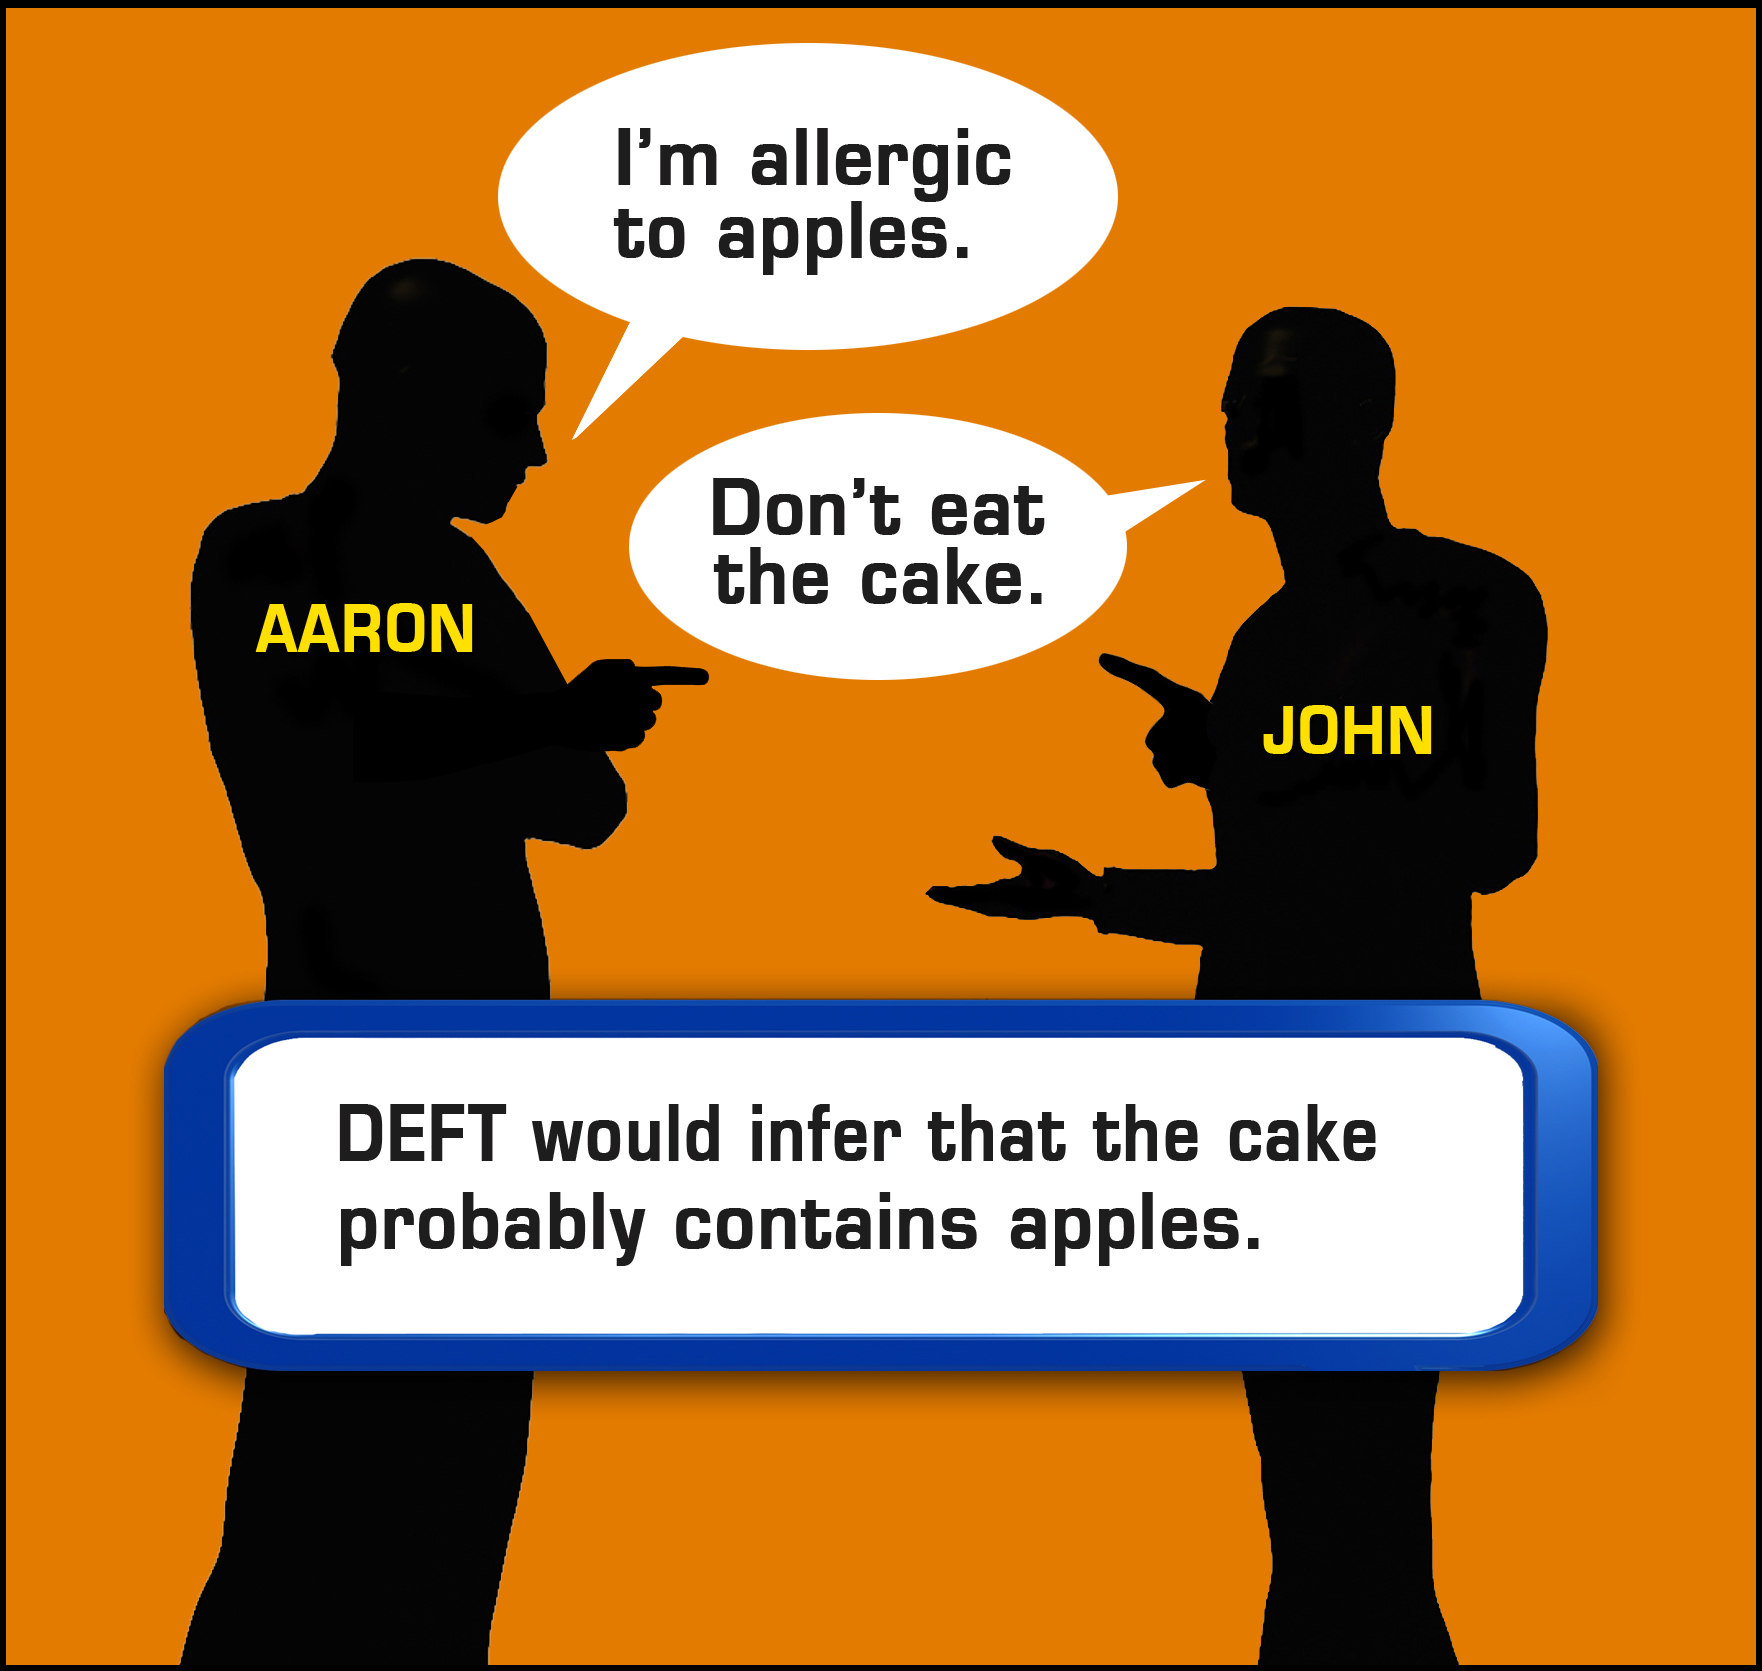 I'm allergic
to apples.
Don't eat
the cake.
AARON
JOHN
DEFT would infer that the cake
probably contains apples.